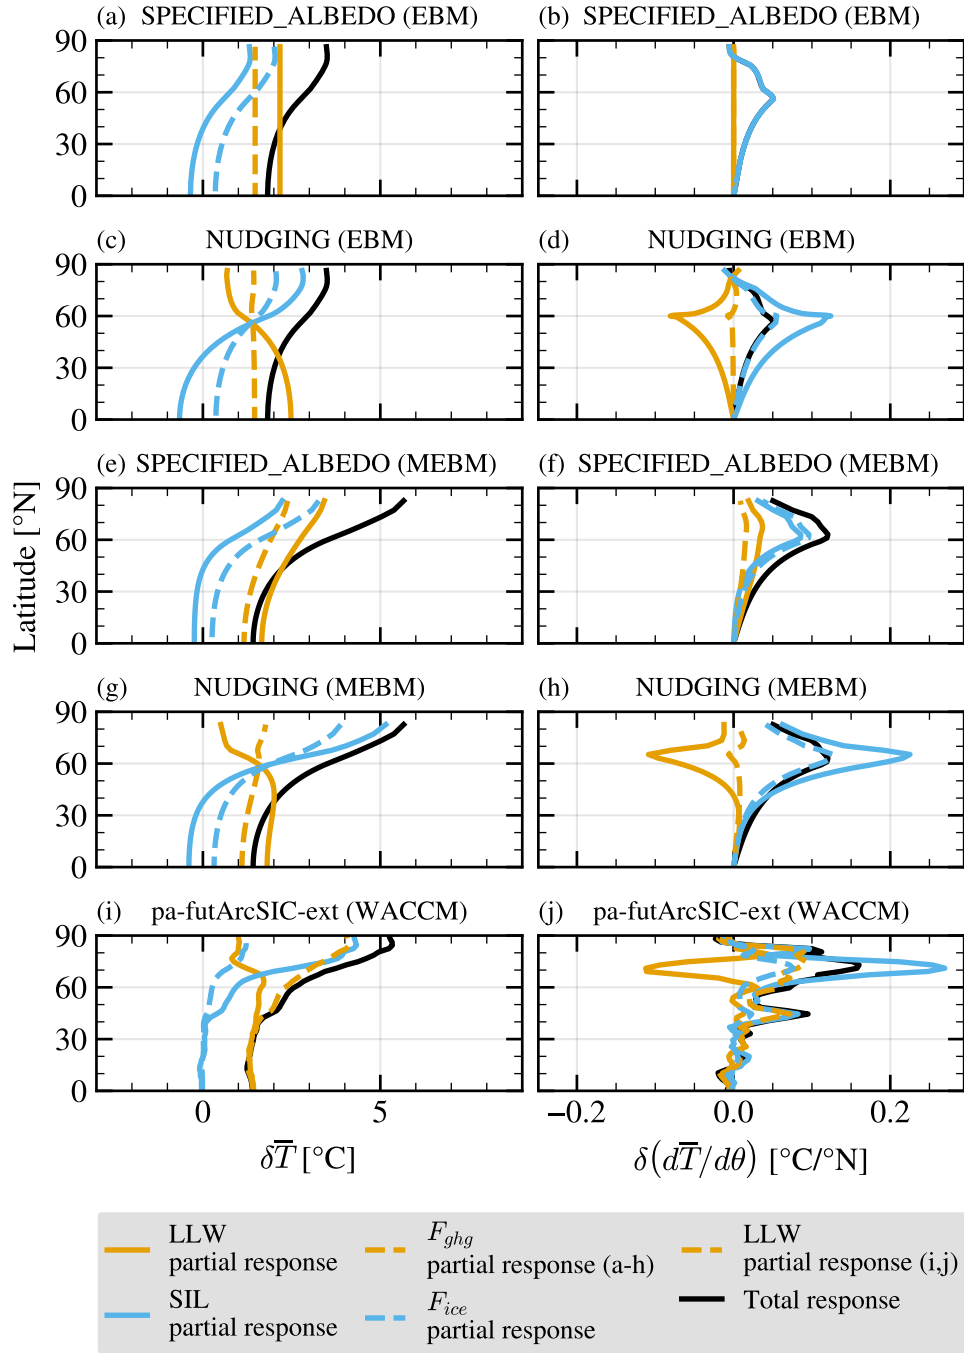 (a) SPECIFIED_ALBEDO (EBM)
(b) SPECIFIED_ALBEDO (EBM)
90
60
30
0
(c) NUDGING (EBM)
(d) NUDGING (EBM)
90
60
30
0
(e) SPECIFIED_ALBEDO (MEBM)
(f) SPECIFIED_ALBEDO (MEBM)
90
60
30
0
Latitude [°N]
(g) NUDGING (MEBM)
(h) NUDGING (MEBM)
90
60
30
0
(i) pa-futArcSIC-ext (WACCM)
(j) pa-futArcSIC-ext (WACCM)
90
60
30
0
0 5
−0.2 0.0 0.2
δT̅ [°C]
δ(dT̅/dθ) [°C/°N]
LLW
partial response
SIL
partial response
F_ghg
partial response (a-h)
F_ice
partial response
LLW
partial response (i,j)
Total response